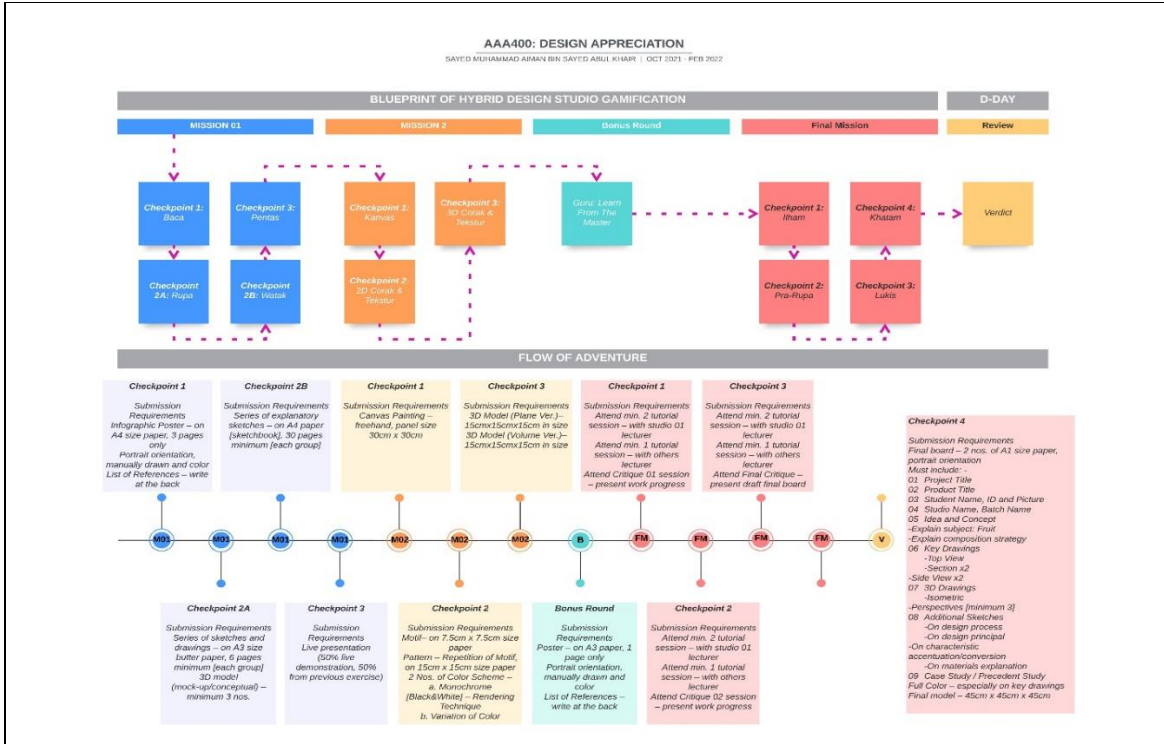 AAA400: DESIGN APPRECIATION
SAYED MUHAMMAD AIMAN BIN SAYED ABUL KHAIR | OCT 2021 - FEB 2022
BLUEPRINT OF HYBRID DESIGN STUDIO GAMIFICATION
D-DAY
MISSION 01
MISSION 2
Bonus Round
Final Mission
Review
Checkpoint 1:
Baca
Checkpoint 3:
Pentas
Checkpoint 1:
Kanvas
Checkpoint 3:
3D Corak &
Tekstur
Guru: Learn
From The
Master
Checkpoint 1:
Ilham
Checkpoint 4:
Khatam
Verdict
Checkpoint
2A: Rupa
Checkpoint
2B: Watak
Checkpoint 2:
2D Corak &
Tekstur
Checkpoint 2:
Pra-Rupa
Checkpoint 3:
Lukis
FLOW OF ADVENTURE
Checkpoint 1
Submission
Requirements
Infographic Poster – on
A4 size paper, 3 pages
only
Portrait orientation,
manually drawn and color
List of References – write
at the back
Checkpoint 2B
Submission Requirements
Series of explanatory
sketches – on A4 paper
[sketchbook], 30 pages
minimum [each group]
Checkpoint 1
Submission Requirements
Canvas Painting –
freehand, panel size
30cm x 30cm
Checkpoint 3
Submission Requirements
3D Model (Plane Ver.)–
15cmx15cmx15cm in size
3D Model (Volume Ver.)–
15cmx15cmx15cm in size
Checkpoint 1
Submission Requirements
Attend min. 2 tutorial
session – with studio 01
lecturer
Attend min. 1 tutorial
session – with others
lecturer
Attend Critique 01 session
– present work progress
Checkpoint 3
Submission Requirements
Attend min. 2 tutorial
session – with studio 01
lecturer
Attend min. 1 tutorial
session – with others
lecturer
Attend Final Critique –
present draft final board
Checkpoint 4
Submission Requirements
Final board – 2 nos. of A1 size paper,
portrait orientation
Must include: -
01 Project Title
02 Product Title
03 Student Name, ID and Picture
04 Studio Name, Batch Name
05 Idea and Concept
-Explain subject: Fruit
-Explain composition strategy
06 Key Drawings
-Top View
-Section x2
-Side View x2
07 3D Drawings
-Isometric
-Perspectives [minimum 3]
08 Additional Sketches
-On design process
-On design principal
-On characteristic
accentuation/conversion
-On materials explanation
09 Case Study / Precedent Study
Full Color – especially on key drawings
Final model – 45cm x 45cm x 45cm
M01
M01
M01
M01
M02
M02
M02
B
FM
FM
FM
FM
V
Checkpoint 2A
Submission Requirements
Series of sketches and
drawings – on A3 size
butter paper, 6 pages
minimum [each group]
3D model
(mock-up/conceptual) –
minimum 3 nos.
Checkpoint 3
Submission
Requirements
Live presentation
(50% live
demonstration, 50%
from previous exercise)
Checkpoint 2
Submission Requirements
Motif– on 7.5cm x 7.5cm size
paper
Pattern – Repetition of Motif,
on 15cm x 15cm size paper
2 Nos. of Color Scheme –
a. Monochrome
[Black&White] – Rendering
Technique
b. Variation of Color
Bonus Round
Submission
Requirements
Poster – on A3 paper, 1
page only
Portrait orientation,
manually drawn and
color
List of References –
write at the back
Checkpoint 2
Submission Requirements
Attend min. 2 tutorial
session – with studio 01
lecturer
Attend min. 1 tutorial
session – with others
lecturer
Attend Critique 02 session
– present work progress